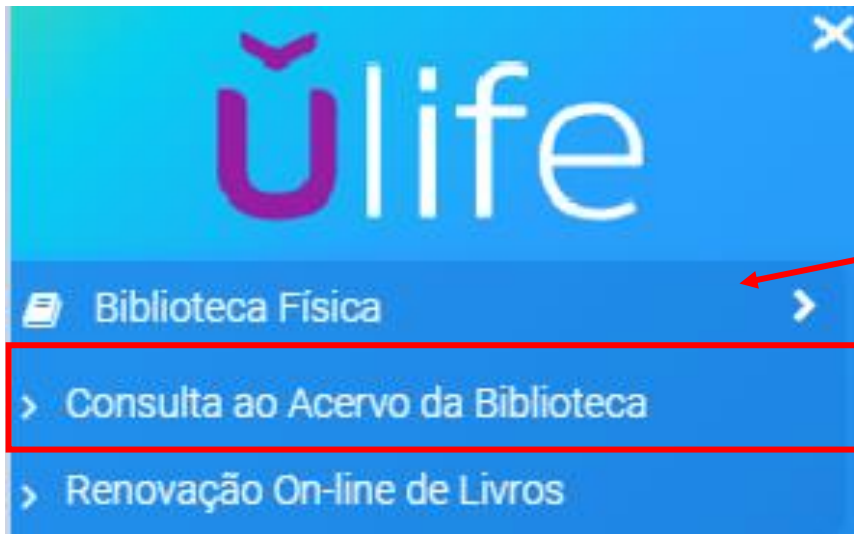 ŭlife
Biblioteca Física
Consulta ao Acervo da Biblioteca
Renovação On-line de Livros